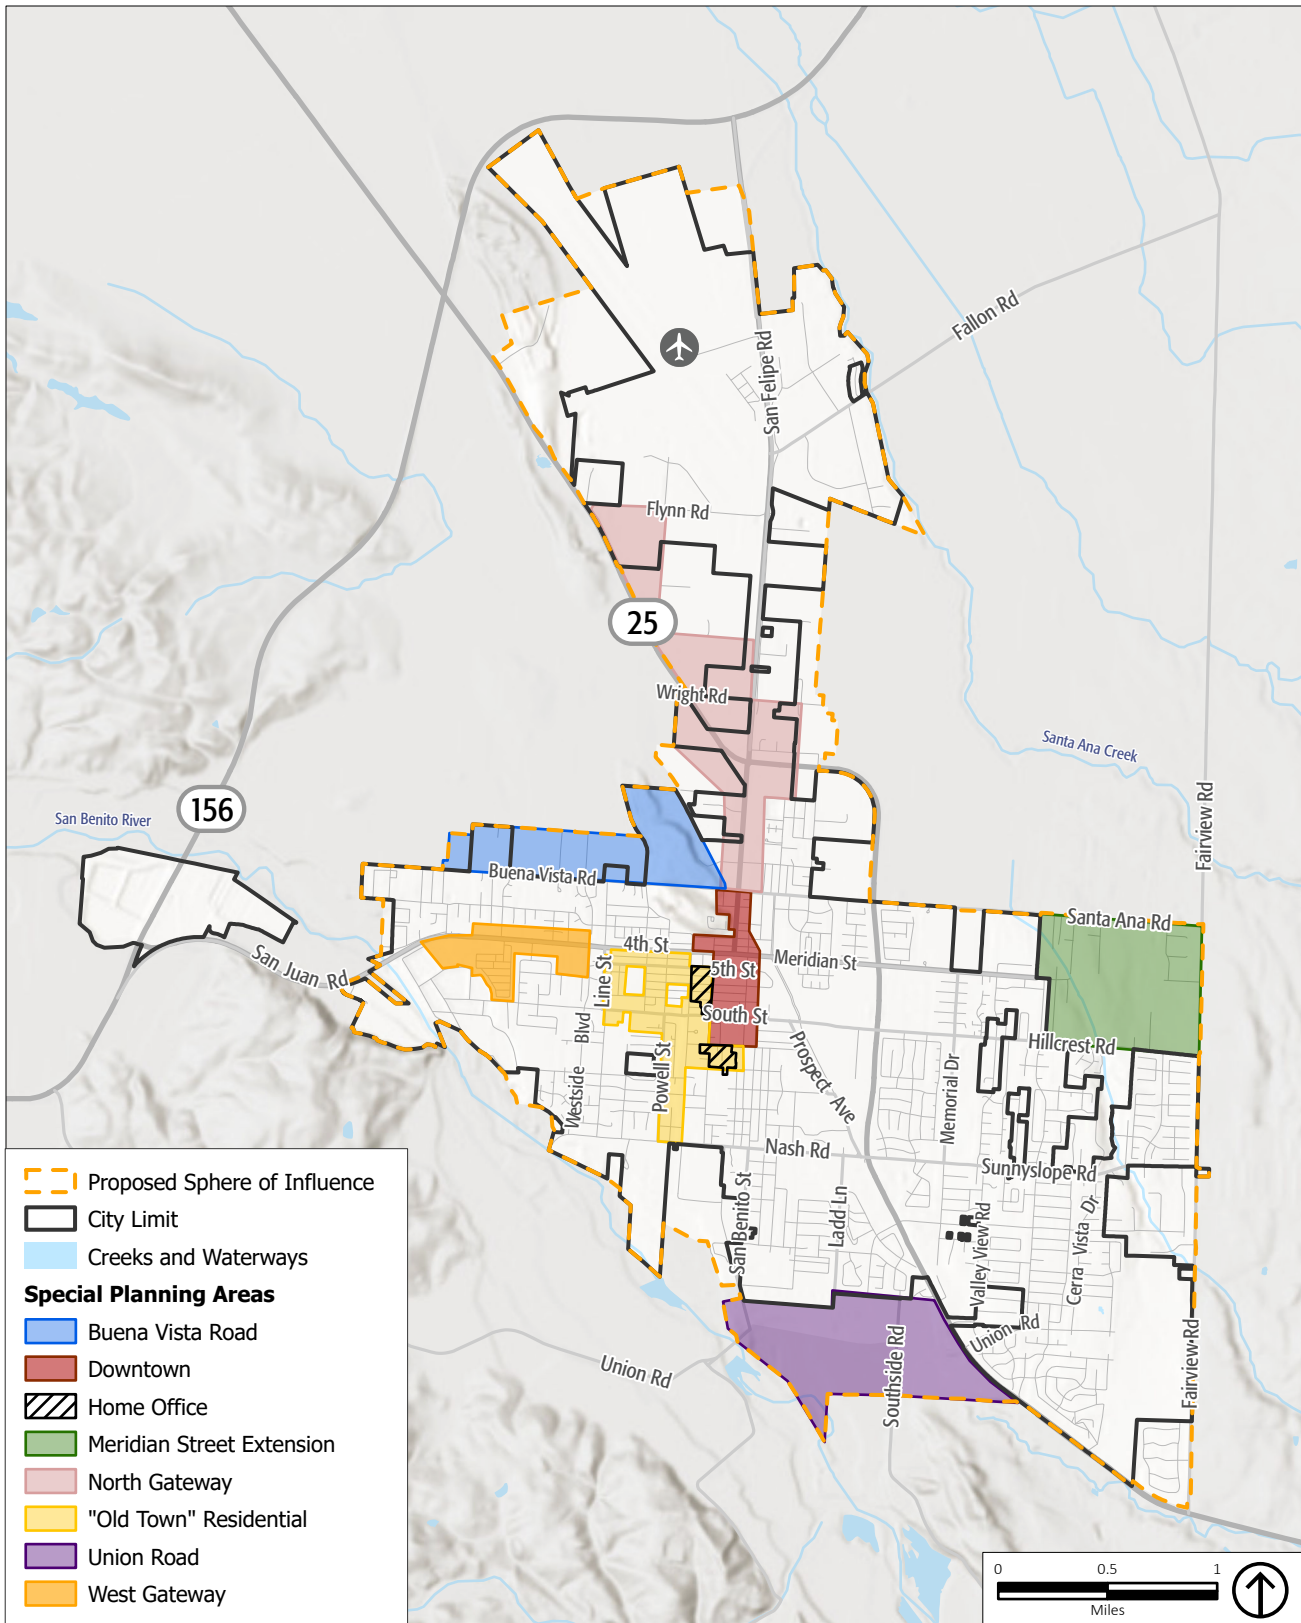 Fallon Rd
San Felipe Rd
Flynn Rd
25
Wright Rd
Santa Ana Creek
156
San Benito River
Fairview Rd
Buena Vista Rd
Santa Ana Rd
4th St
Meridian St
San Juan Rd
Line St
5th St
South St
Westside Blvd
Powell St
Prospect Ave
Memorial Dr
Hillcrest Rd
Nash Rd
Sunnyslope Rd
San Benito St
Ladd Ln
Valley View Rd
Cerra Vista Dr
Union Rd
Union Rd
Southside Rd
Fairview Rd
Proposed Sphere of Influence
City Limit
Creeks and Waterways
Special Planning Areas
Buena Vista Road
Downtown
Home Office
Meridian Street Extension
North Gateway
"Old Town" Residential
Union Road
West Gateway
0 0.5 1
Miles